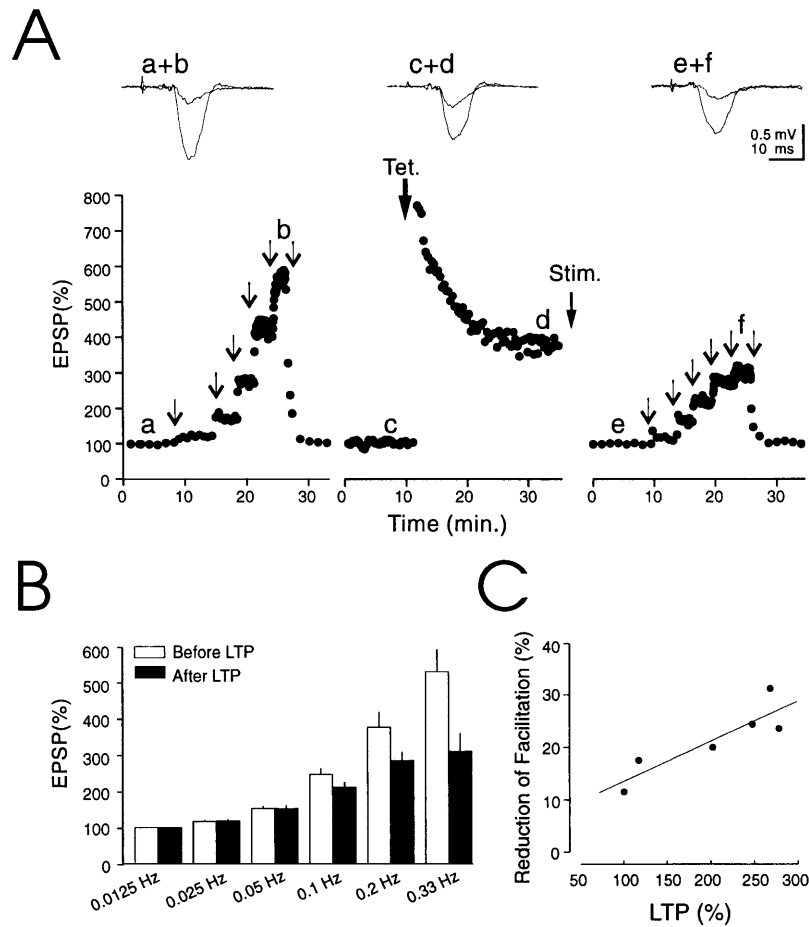 A
a+b
c+d
e+f
0.5 mV
10 ms
Tet.
Stim.
EPSP(%)
800
700
600
500
400
300
200
100
0
a
b
c
d
e
f
0 10 20 30
0 10 20 30
0 10 20 30
Time (min.)
B
Before LTP
After LTP
EPSP(%)
600
500
400
300
200
100
0
0.0125 Hz
0.025 Hz
0.05 Hz
0.1 Hz
0.2 Hz
0.33 Hz
C
Reduction of Facilitation (%)
40
30
20
10
0
50 100 150 200 250 300
LTP (%)